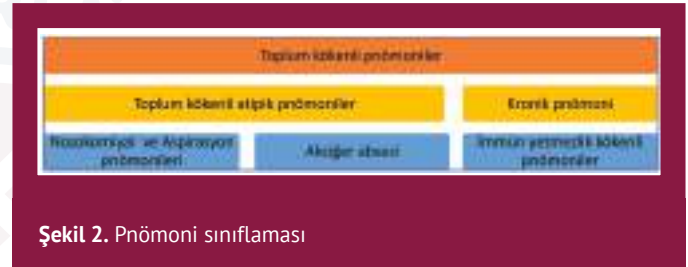 Toplum kökenli pnömoniler
Toplum kökenli atipik pnömoniler
Kronik pnömoni
Nozokomiyal ve Aspirasyon
pnömonileri
Akciğer absesi
İmmun yetmezlik kökenli
pnömoniler
Şekil 2. Pnömoni sınıflaması